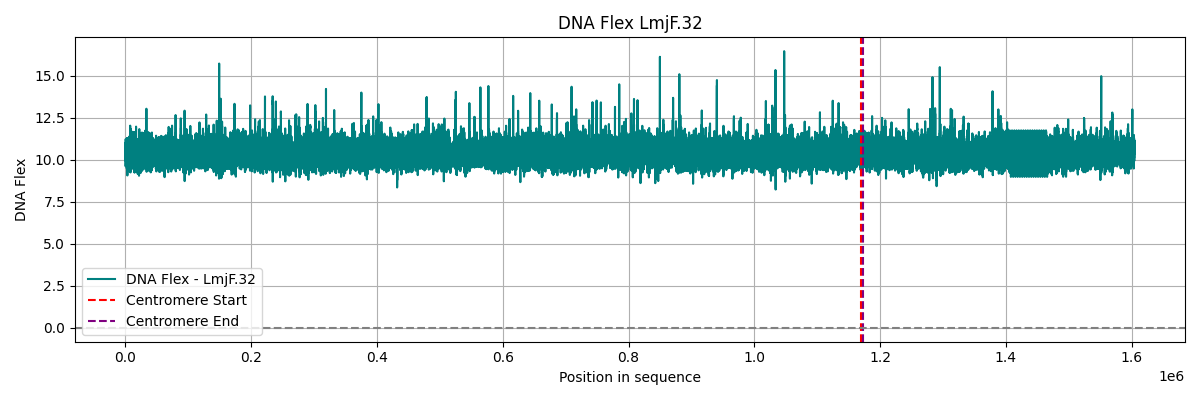 DNA Flex LmjF.32
15.0
12.5
10.0
7.5
5.0
2.5
0.0
DNA Flex
DNA Flex - LmjF.32
Centromere Start
Centromere End
0.0 0.2 0.4 0.6 0.8 1.0 1.2 1.4 1.6
1e6
Position in sequence